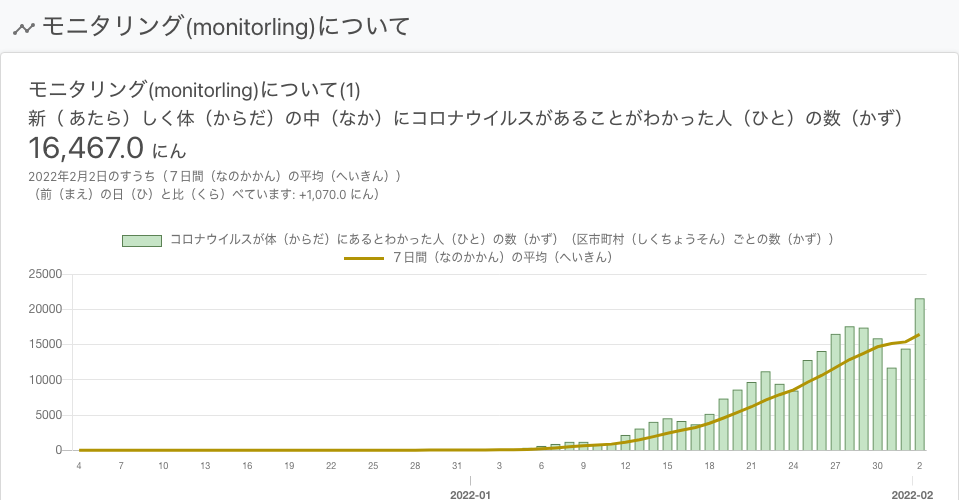 モニタリング(monitorling)について
モニタリング(monitorling)について(1)
新（ あたら）しく体（からだ）の中（なか）にコロナウイルスがあることがわかった人（ひと）の数（かず）
16,467.0 にん
2022年2月2日のすうち（７日間（なのかかん）の平均（へいきん））
（前（まえ）の日（ひ）と比（くら）べています: +1,070.0 にん）
コロナウイルスが体（からだ）にあるとわかった人（ひと）の数（かず）（区市町村（しくちょうそん）ごとの数（かず））
７日間（なのかかん）の平均（へいきん）
25000
20000
15000
10000
5000
0
4 7 10 13 16 19 22 25 28 31 3 6 9 12 15 18 21 24 27 30 2
2022-01 2022-02